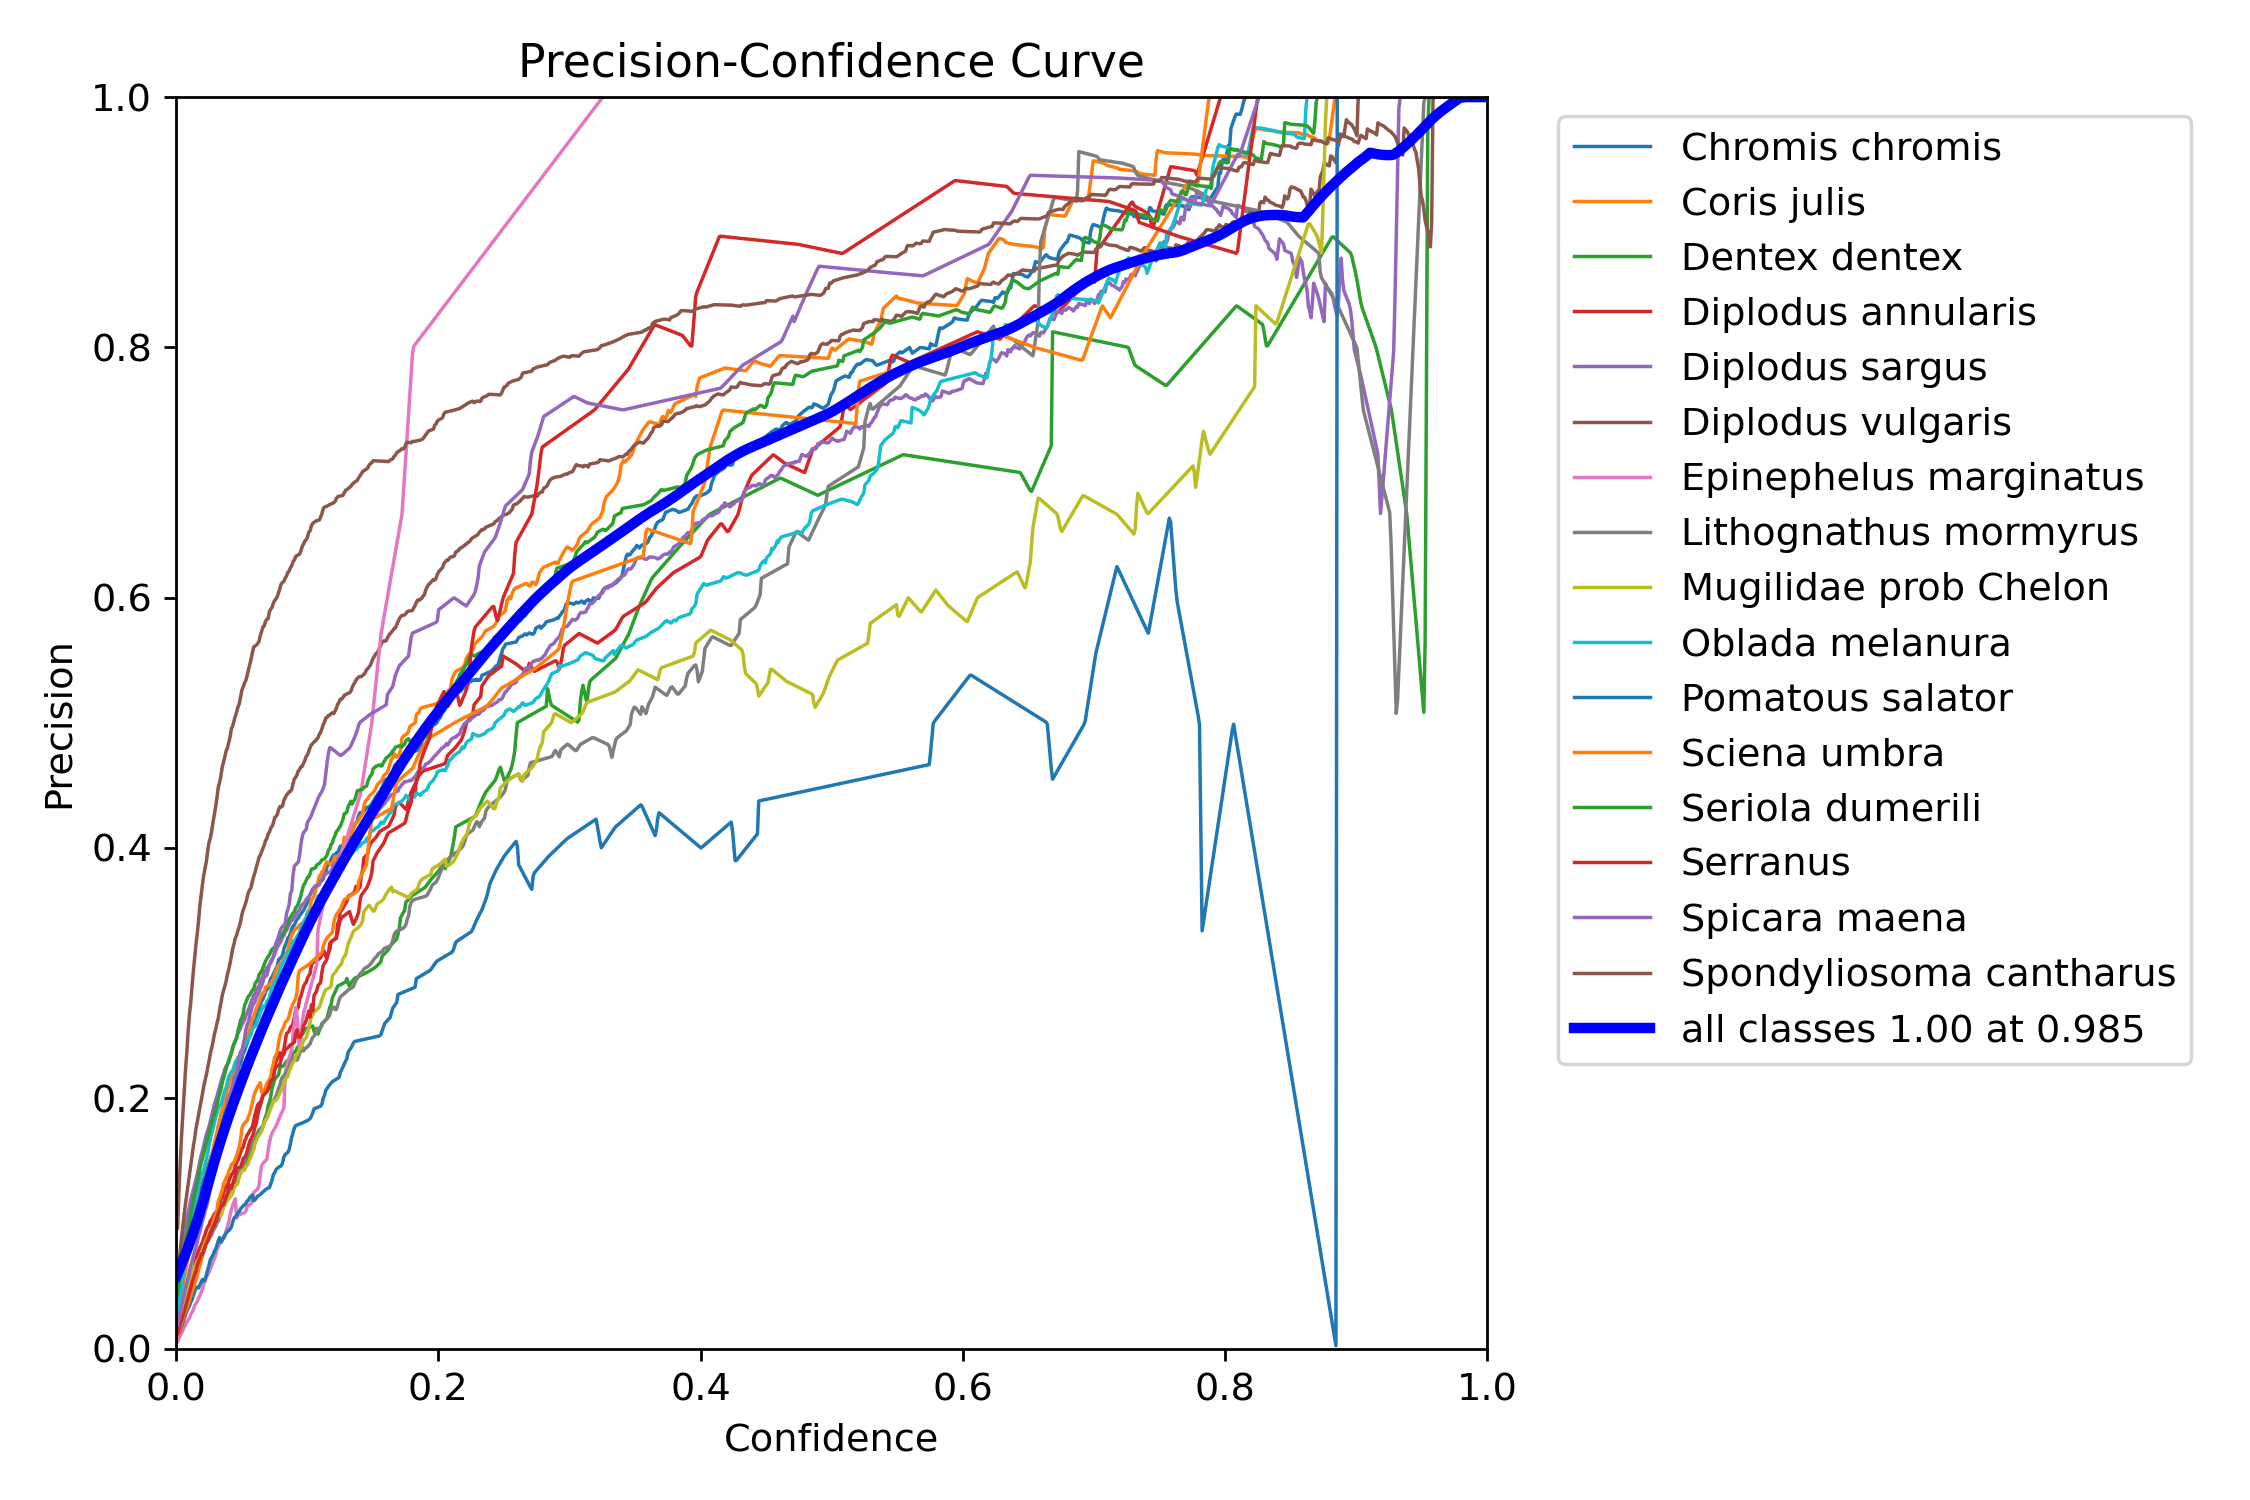 Precision-Confidence Curve
1.0
0.8
0.6
0.4
0.2
0.0
Precision
0.0 0.2 0.4 0.6 0.8 1.0
Confidence
Chromis chromis
Coris julis
Dentex dentex
Diplodus annularis
Diplodus sargus
Diplodus vulgaris
Epinephelus marginatus
Lithognathus mormyrus
Mugilidae prob Chelon
Oblada melanura
Pomatous salator
Sciena umbra
Seriola dumerili
Serranus
Spicara maena
Spondyliosoma cantharus
all classes 1.00 at 0.985